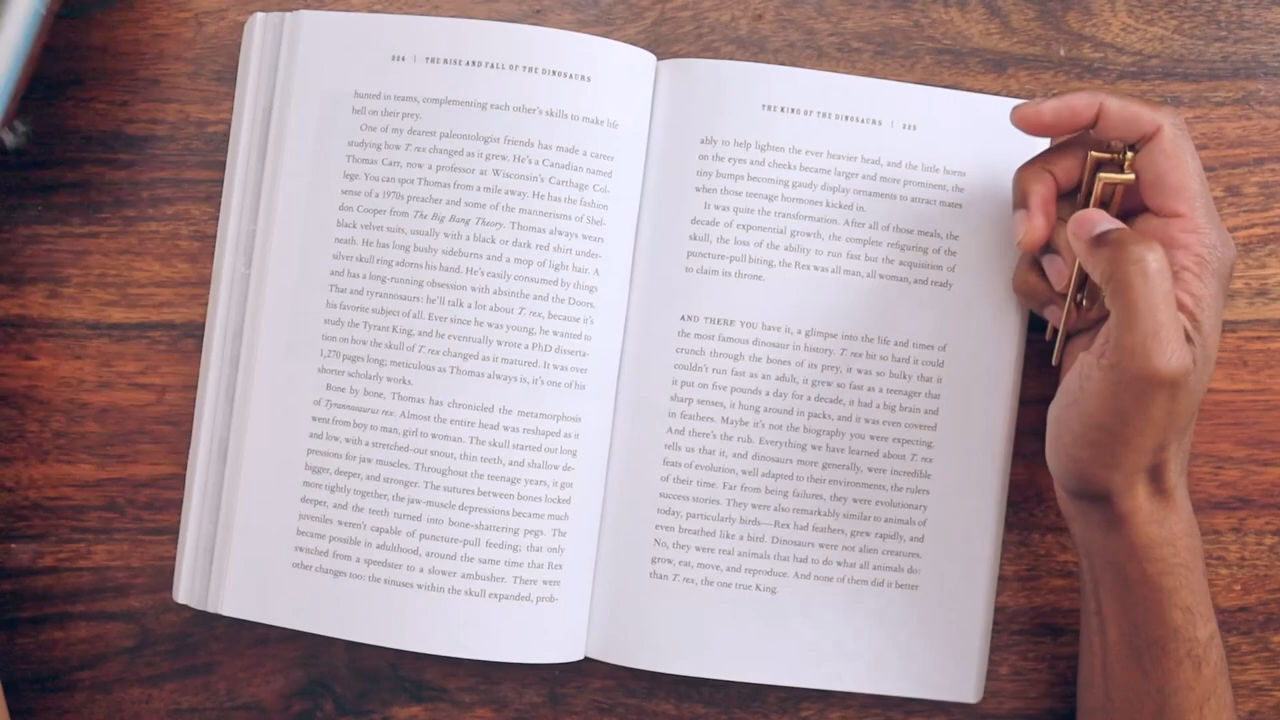 224 | THE RISE AND FALL OF THE DINOSAURS
hunted in teams, complementing each other's skills to make life
hell on their prey.
One of my dearest paleontologist friends has made a career
studying how T. rex changed as it grew. He's a Canadian named
Thomas Carr, now a professor at Wisconsin's Carthage Col-
lege. You can spot Thomas from a mile away. He has the fashion
sense of a 1970s preacher and some of the mannerisms of Shel-
don Cooper from The Big Bang Theory. Thomas always wears
black velvet suits, usually with a black or dark red shirt under-
neath. He has long bushy sideburns and a mop of light hair. A
silver skull ring adorns his hand. He's easily consumed by things
and has a long-running obsession with absinthe and the Doors.
That and tyrannosaurs: he'll talk a lot about T. rex, because it's
his favorite subject of all. Ever since he was young, he wanted to
study the Tyrant King, and he eventually wrote a PhD disserta-
tion on how the skull of T. rex changed as it matured. It was over
1,270 pages long; meticulous as Thomas always is, it's one of his
shorter scholarly works.
Bone by bone, Thomas has chronicled the metamorphosis
of Tyrannosaurus rex. Almost the entire head was reshaped as it
went from boy to man, girl to woman. The skull started out long
and low, with a stretched-out snout, thin teeth, and shallow de-
pressions for jaw muscles. Throughout the teenage years, it got
bigger, deeper, and stronger. The sutures between bones locked
more tightly together, the jaw-muscle depressions became much
deeper, and the teeth turned into bone-shattering pegs. The
juveniles weren't capable of puncture-pull feeding; that only
became possible in adulthood, around the same time that Rex
switched from a speedster to a slower ambusher. There were
other changes too: the sinuses within the skull expanded, prob-
THE KING OF THE DINOSAURS | 225
ably to help lighten the ever heavier head, and the little horns
on the eyes and cheeks became larger and more prominent, the
tiny bumps becoming gaudy display ornaments to attract mates
when those teenage hormones kicked in.
It was quite the transformation. After all of those meals, the
decade of exponential growth, the complete refiguring of the
skull, the loss of the ability to run fast but the acquisition of
puncture-pull biting, the Rex was all man, all woman, and ready
to claim its throne.
AND THERE YOU have it, a glimpse into the life and times of
the most famous dinosaur in history. T. rex bit so hard it could
crunch through the bones of its prey, it was so bulky that it
couldn't run fast as an adult, it grew so fast as a teenager that
it put on five pounds a day for a decade, it had a big brain and
sharp senses, it hung around in packs, and it was even covered
in feathers. Maybe it's not the biography you were expecting.
And there's the rub. Everything we have learned about T. rex
tells us that it, and dinosaurs more generally, were incredible
feats of evolution, well adapted to their environments, the rulers
of their time. Far from being failures, they were evolutionary
success stories. They were also remarkably similar to animals of
today, particularly birds—Rex had feathers, grew rapidly, and
even breathed like a bird. Dinosaurs were not alien creatures.
No, they were real animals that had to do what all animals do:
grow, eat, move, and reproduce. And none of them did it better
than T. rex, the one true King.